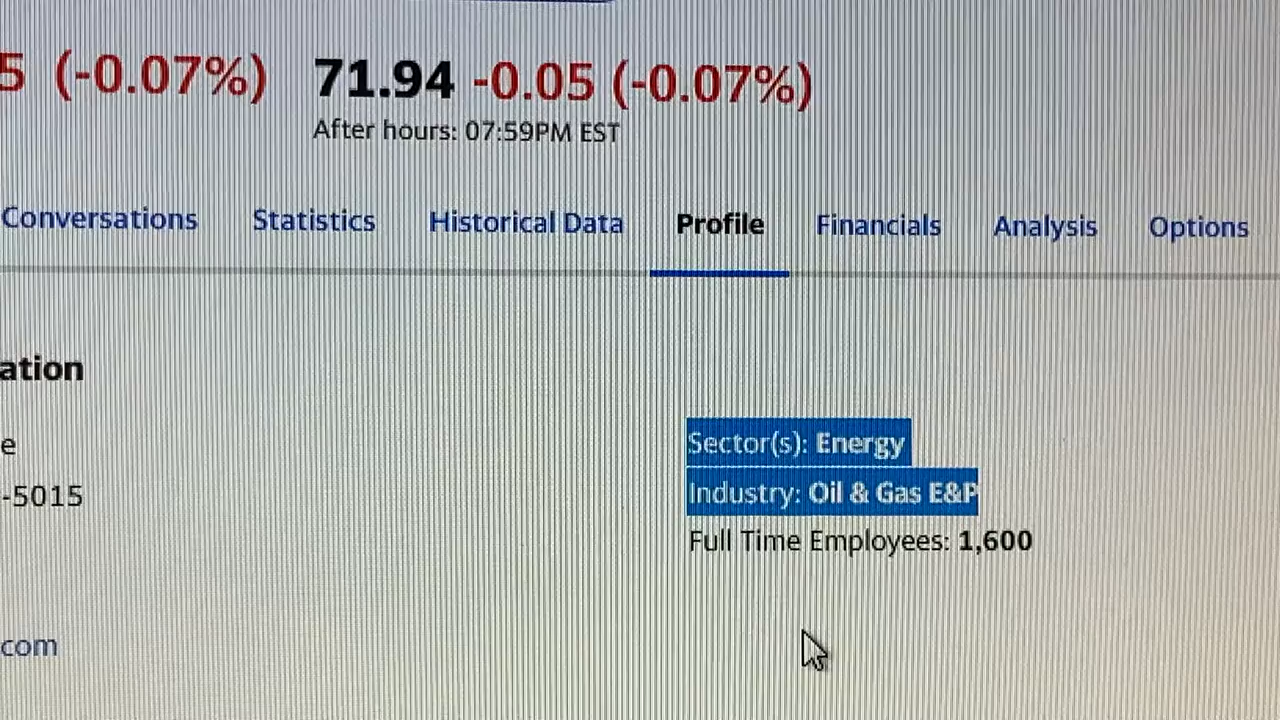 5 (-0.07%) 71.94 -0.05 (-0.07%)
After hours: 07:59PM EST
Conversations Statistics Historical Data Profile Financials Analysis Options
ation
e
Sector(s): Energy
-5015
Industry: Oil & Gas E&P
Full Time Employees: 1,600
com